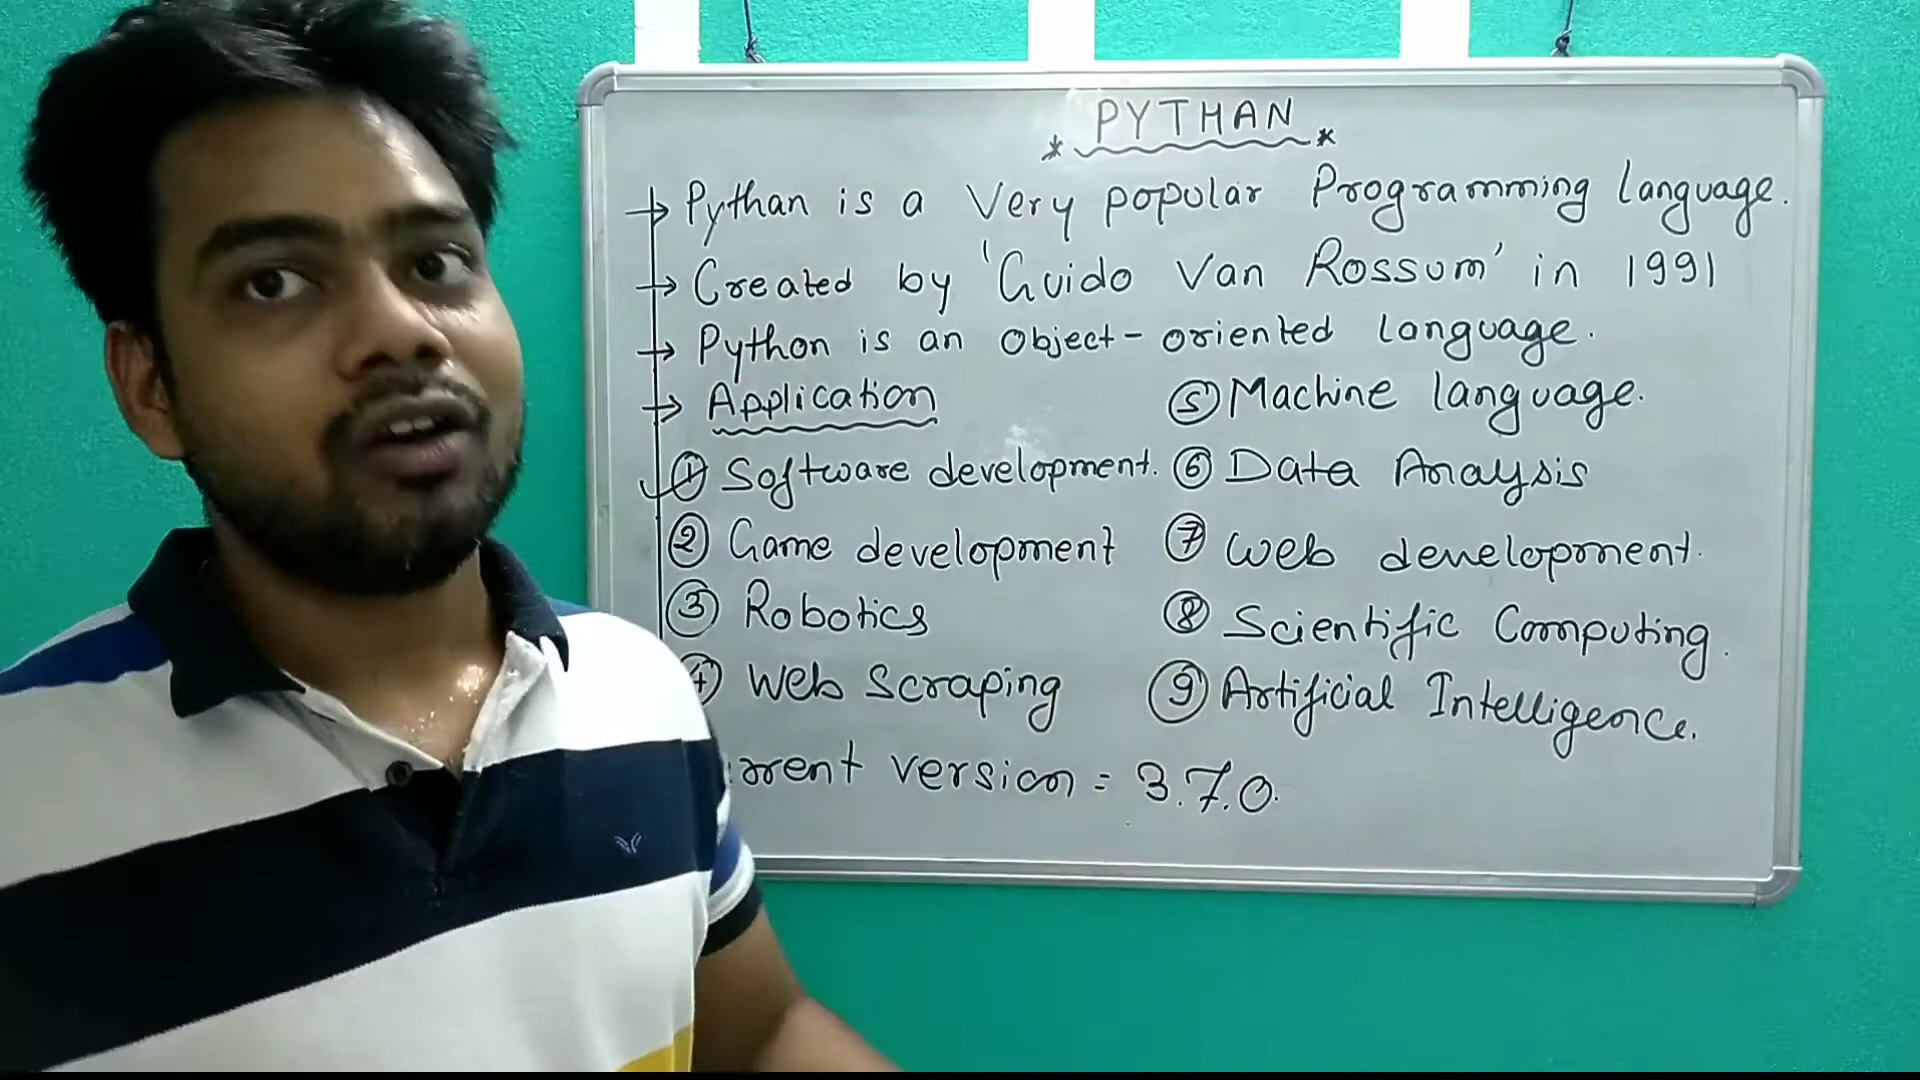 PYTHAN
→ Pythan is a Very popular Programming language.
→ Created by 'Guido Van Rossum' in 1991
→ Python is an object-oriented language.
→ Application
① Software development.
② Game development
③ Robotics
④ Web Scraping
⑤ Machine language.
⑥ Data Analysis
⑦ Web development.
⑧ Scientific Computing.
⑨ Artificial Intelligence.
version = 3.7.0.